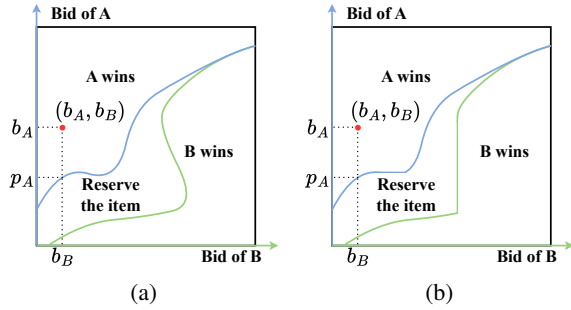 Bid of A
A wins
(b_A, b_B)
b_A
B wins
p_A
Reserve
the item
b_B
Bid of B
(a)
Bid of A
A wins
(b_A, b_B)
b_A
B wins
p_A
Reserve
the item
b_B
Bid of B
(b)